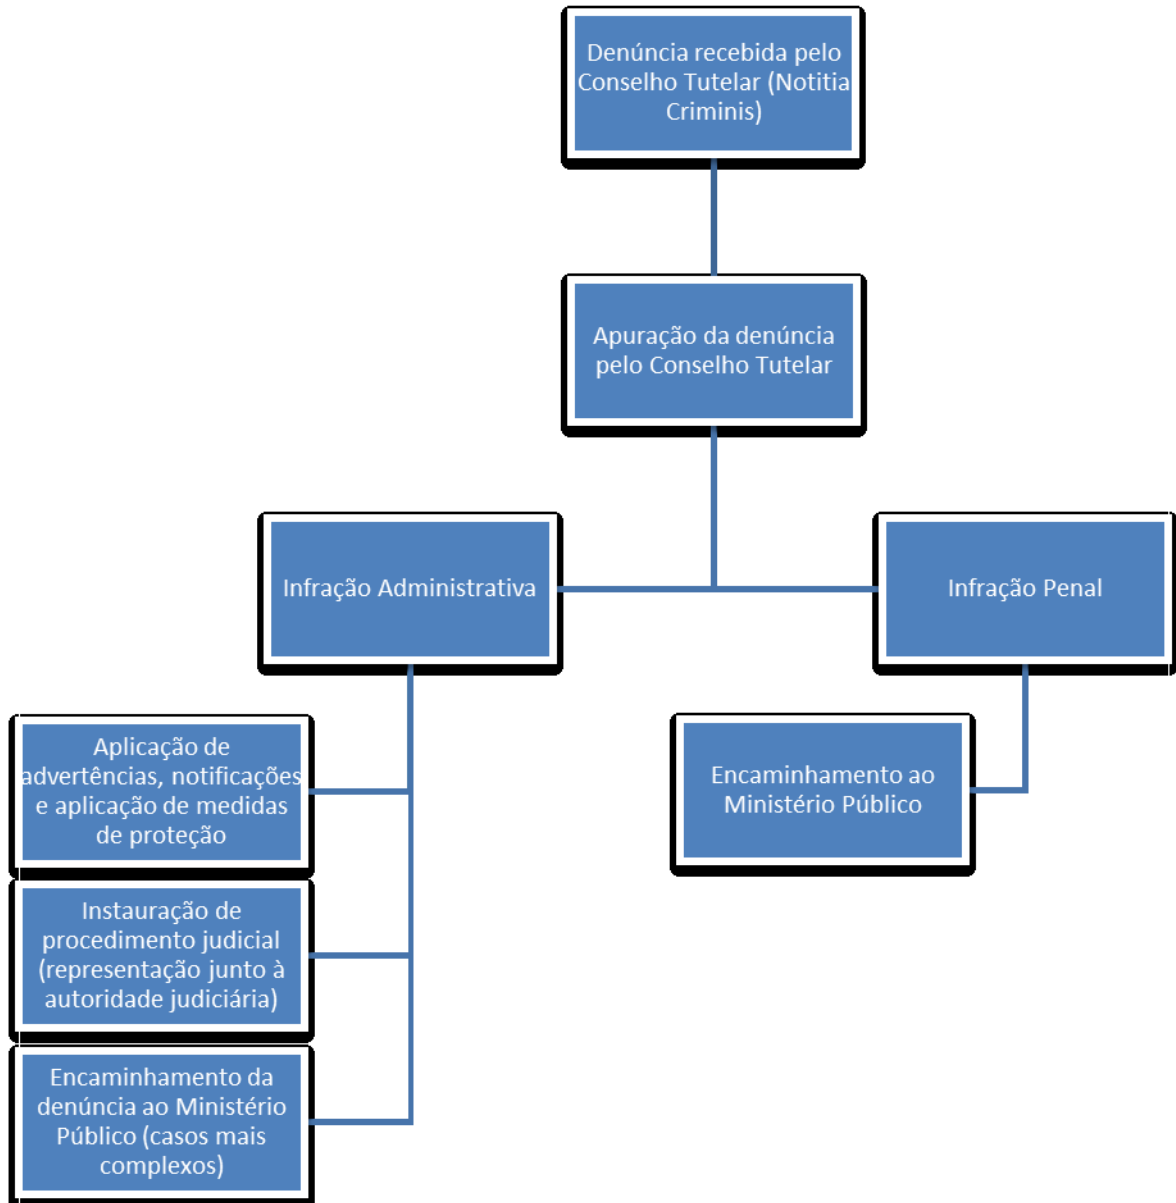 Denúncia recebida pelo
Conselho Tutelar (Notitia
Criminis)
Apuração da denúncia
pelo Conselho Tutelar
Infração Administrativa
Infração Penal
Aplicação de
advertências, notificações
e aplicação de medidas
de proteção
Instauração de
procedimento judicial
(representação junto à
autoridade judiciária)
Encaminhamento da
denúncia ao Ministério
Público (casos mais
complexos)
Encaminhamento ao
Ministério Público